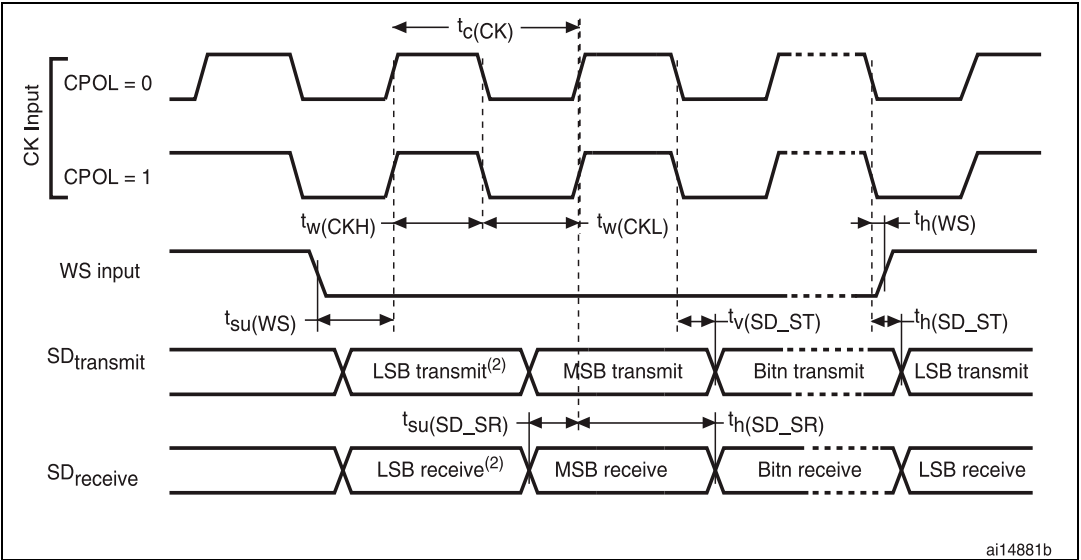 tc(CK)
CK Input
CPOL = 0
CPOL = 1
tw(CKH)
tw(CKL)
th(WS)
WS input
tsu(WS)
tv(SD_ST)
th(SD_ST)
SDtransmit
LSB transmit(2)
MSB transmit
Bitn transmit
LSB transmit
tsu(SD_SR)
th(SD_SR)
SDreceive
LSB receive(2)
MSB receive
Bitn receive
LSB receive
ai14881b